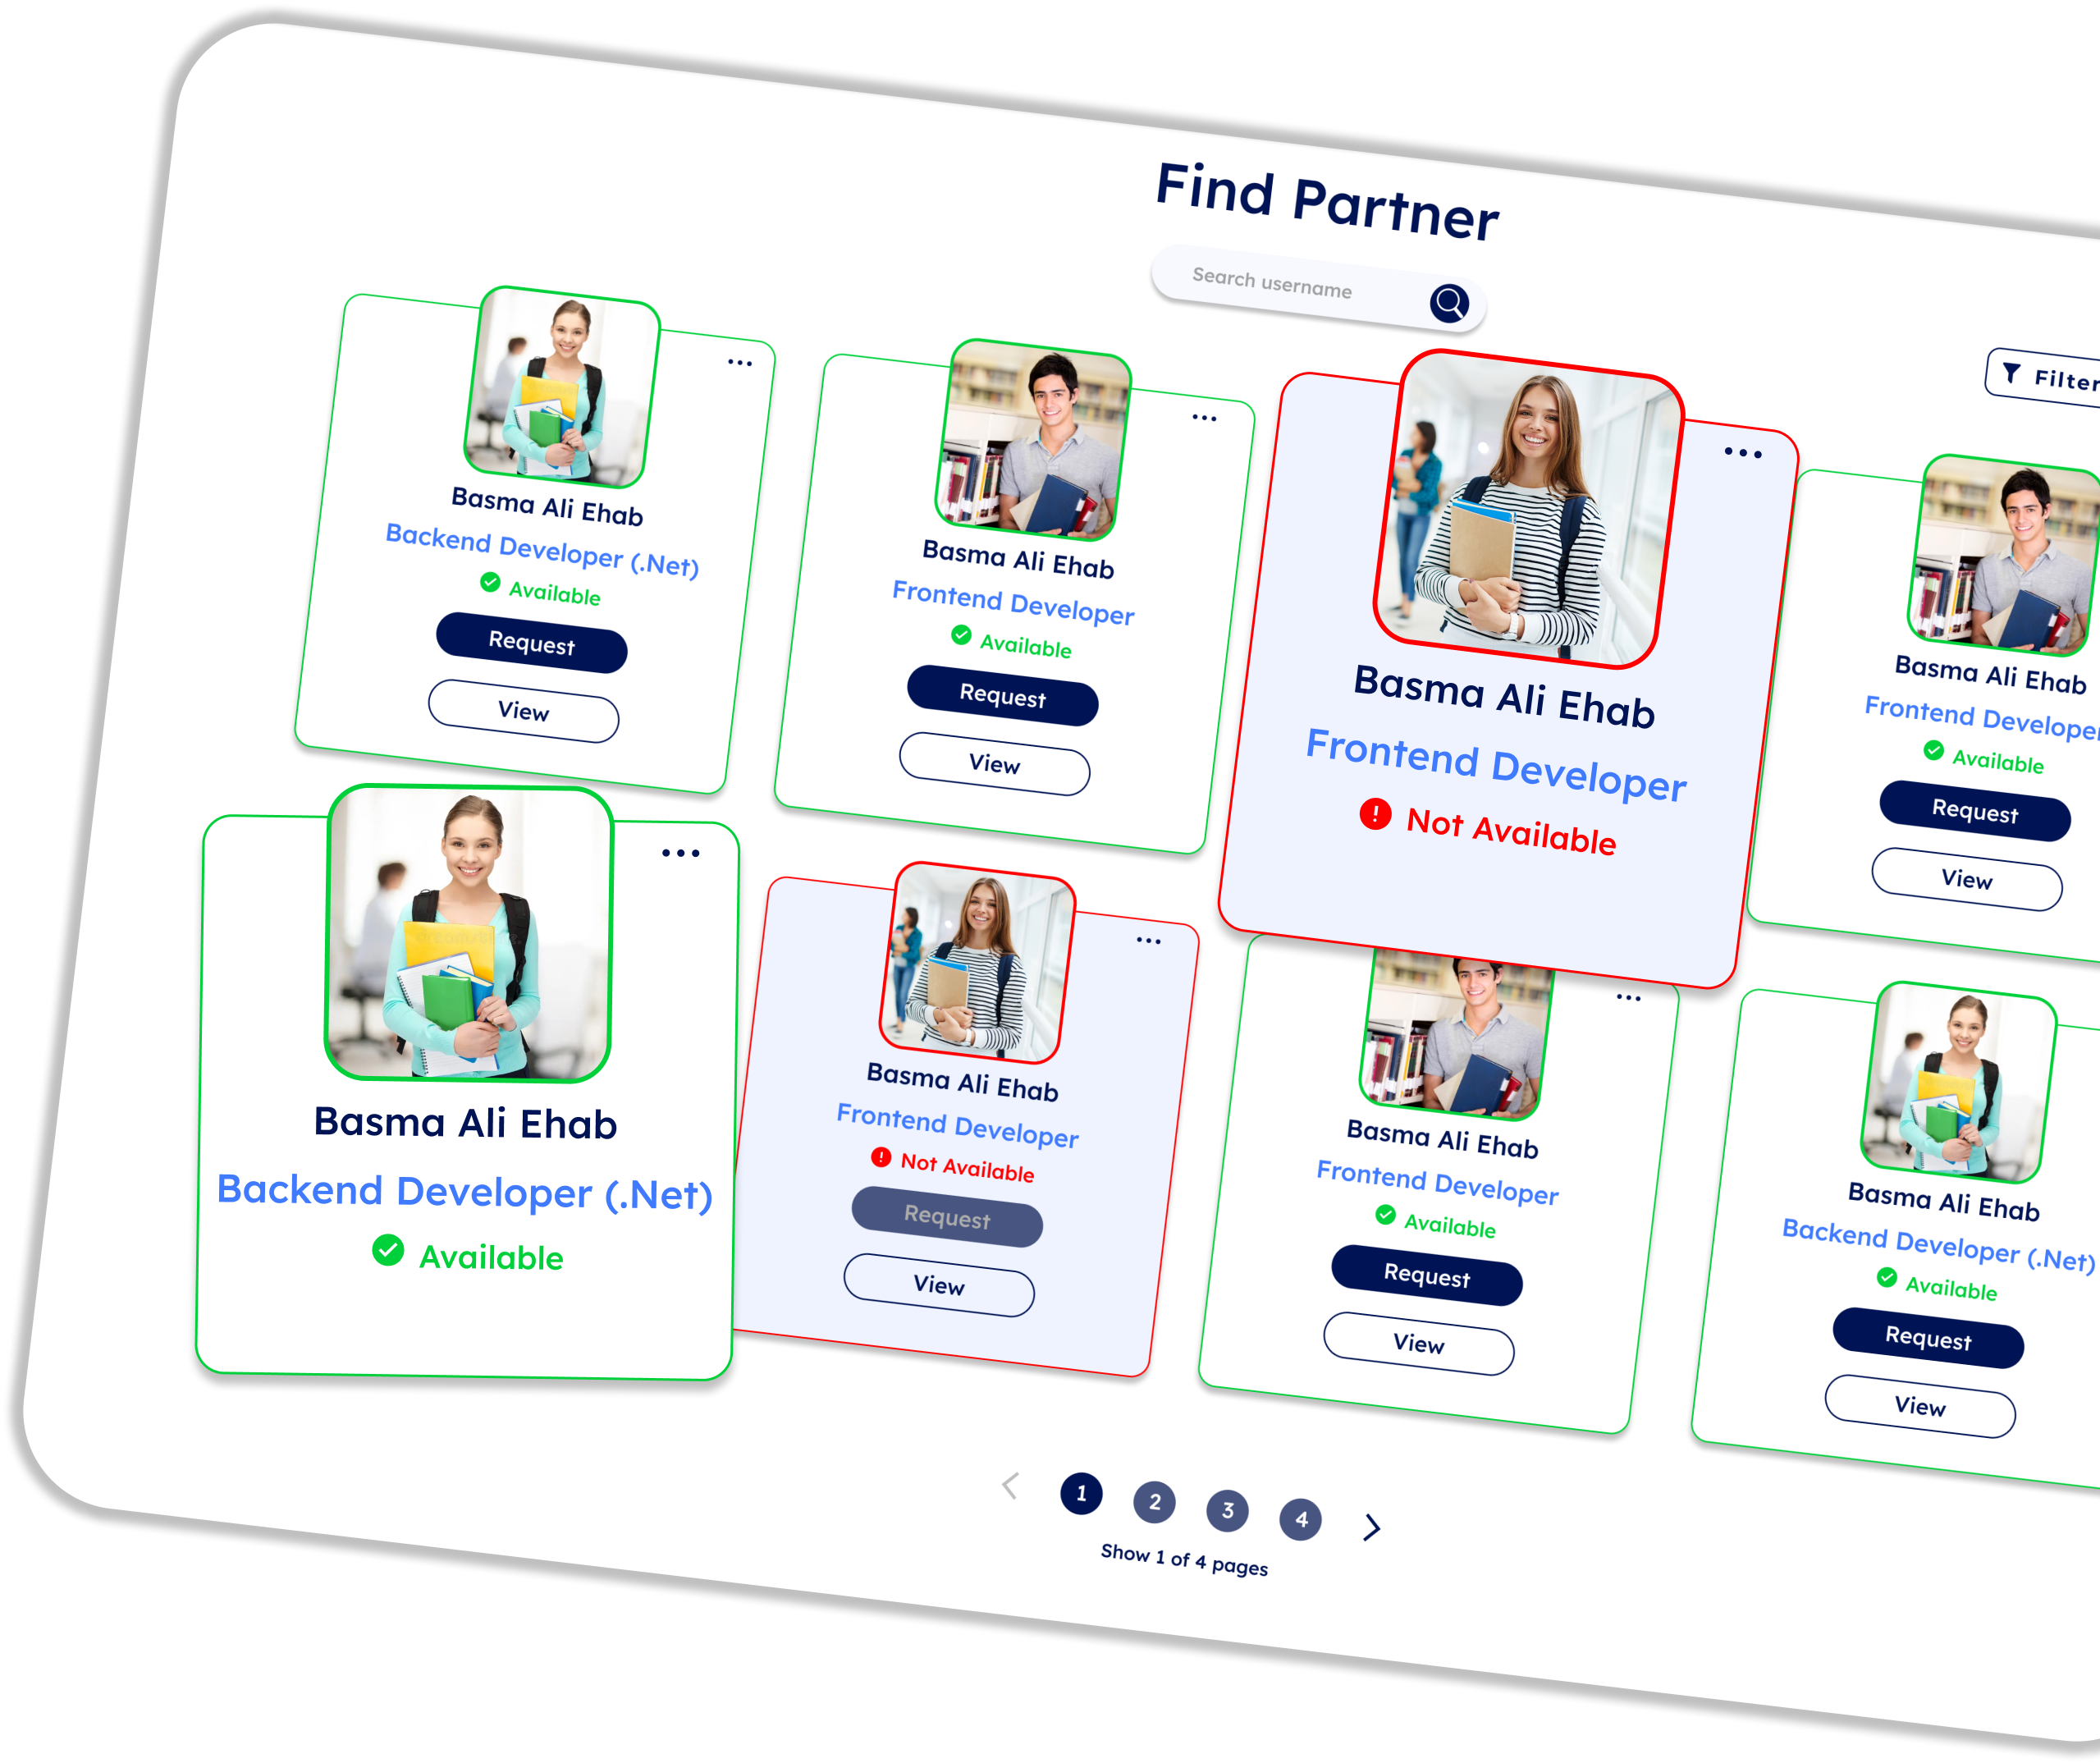 Find Partner
Search username
Filter
Basma Ali Ehab
Backend Developer (.Net)
Available
Request
View
Basma Ali Ehab
Frontend Developer
Available
Request
View
Basma Ali Ehab
Frontend Developer
Not Available
Basma Ali Ehab
Frontend Developer
Available
Request
View
Basma Ali Ehab
Backend Developer (.Net)
Available
Basma Ali Ehab
Frontend Developer
Not Available
Request
View
Basma Ali Ehab
Frontend Developer
Available
Request
View
Basma Ali Ehab
Backend Developer (.Net)
Available
Request
View
1 2 3 4
Show 1 of 4 pages